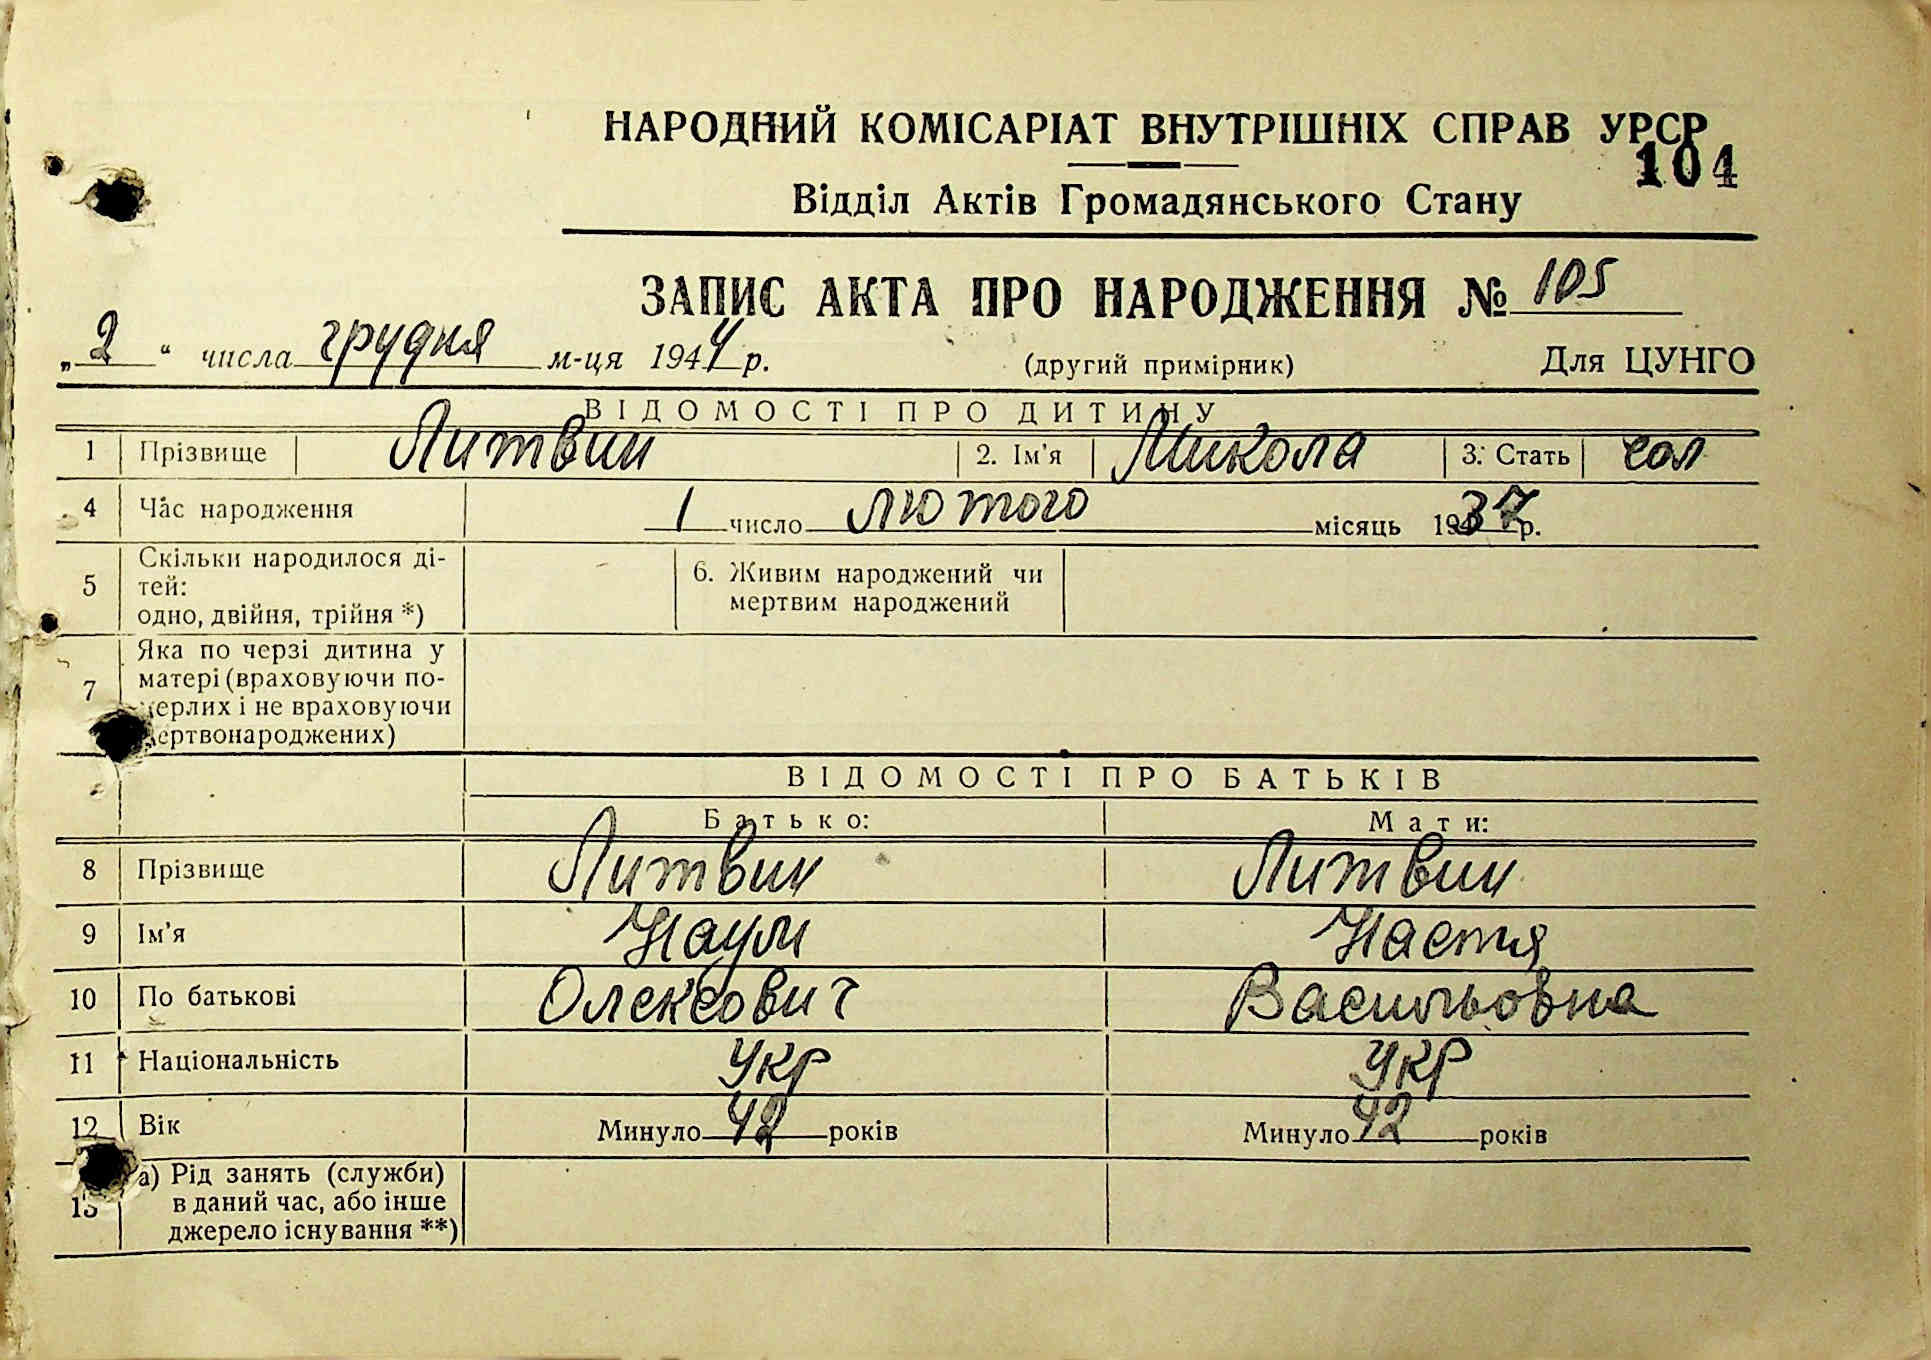 НАРОДНИЙ КОМІСАРІАТ ВНУТРІШНІХ СПРАВ УРСР
104
Відділ Актів Громадянського Стану
ЗАПИС АКТА ПРО НАРОДЖЕННЯ № 105
„2“ числа грудня м-ця 1944 р. (другий примірник) Для ЦУНГО
ВІДОМОСТІ ПРО ДИТИНУ
1 Прізвище Литвин 2. Ім'я Микола 3. Стать
4 Час народження 1 число лютого місяць 1937 р.
5 Скільки народилося ді-
тей:
одно, двійня, трійня *)
6. Живим народжений чи
мертвим народжений
7 Яка по черзі дитина у
матері (враховуючи по-
мерлих і не враховуючи
мертвонароджених)
ВІДОМОСТІ ПРО БАТЬКІВ
Батько: Мати:
8 Прізвище Литвин Литвин
9 Ім'я Наум Настя
10 По батькові Олексович Васильовна
11 Національність Укр Укр
12 Вік Минуло 42 років Минуло 42 років
13 а) Рід занять (служби)
в даний час, або інше
джерело існування **)